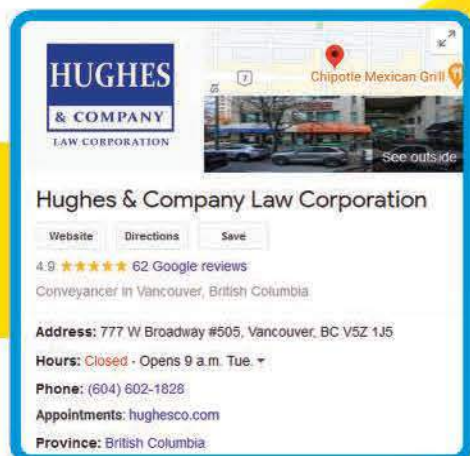 HUGHES
& COMPANY
LAW CORPORATION
7
St
Chipotle Mexican Grill
See outside
Hughes & Company Law Corporation
Website Directions Save
4.9 ★★★★★ 62 Google reviews
Conveyancer in Vancouver, British Columbia
Address: 777 W Broadway #505, Vancouver, BC V5Z 1J5
Hours: Closed · Opens 9 a.m. Tue.
Phone: (604) 602-1828
Appointments: hughesco.com
Province: British Columbia